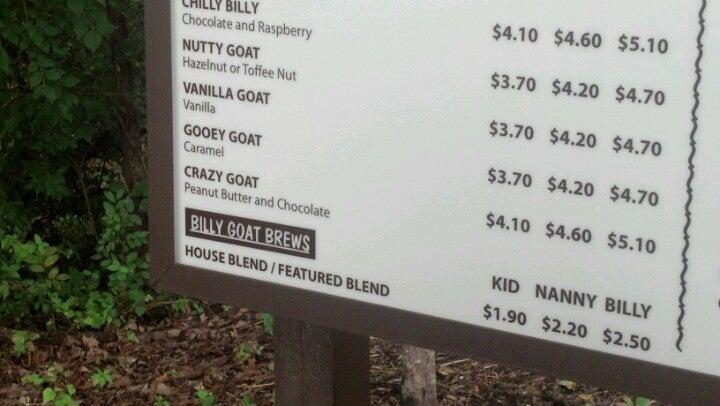 CHILLY BILLY
Chocolate and Raspberry
$4.10 $4.60 $5.10
NUTTY GOAT
Hazelnut or Toffee Nut
$3.70 $4.20 $4.70
VANILLA GOAT
Vanilla
$3.70 $4.20 $4.70
GOOEY GOAT
Caramel
$3.70 $4.20 $4.70
CRAZY GOAT
Peanut Butter and Chocolate
$4.10 $4.60 $5.10
BILLY GOAT BREWS
KID NANNY BILLY
HOUSE BLEND / FEATURED BLEND
$1.90 $2.20 $2.50